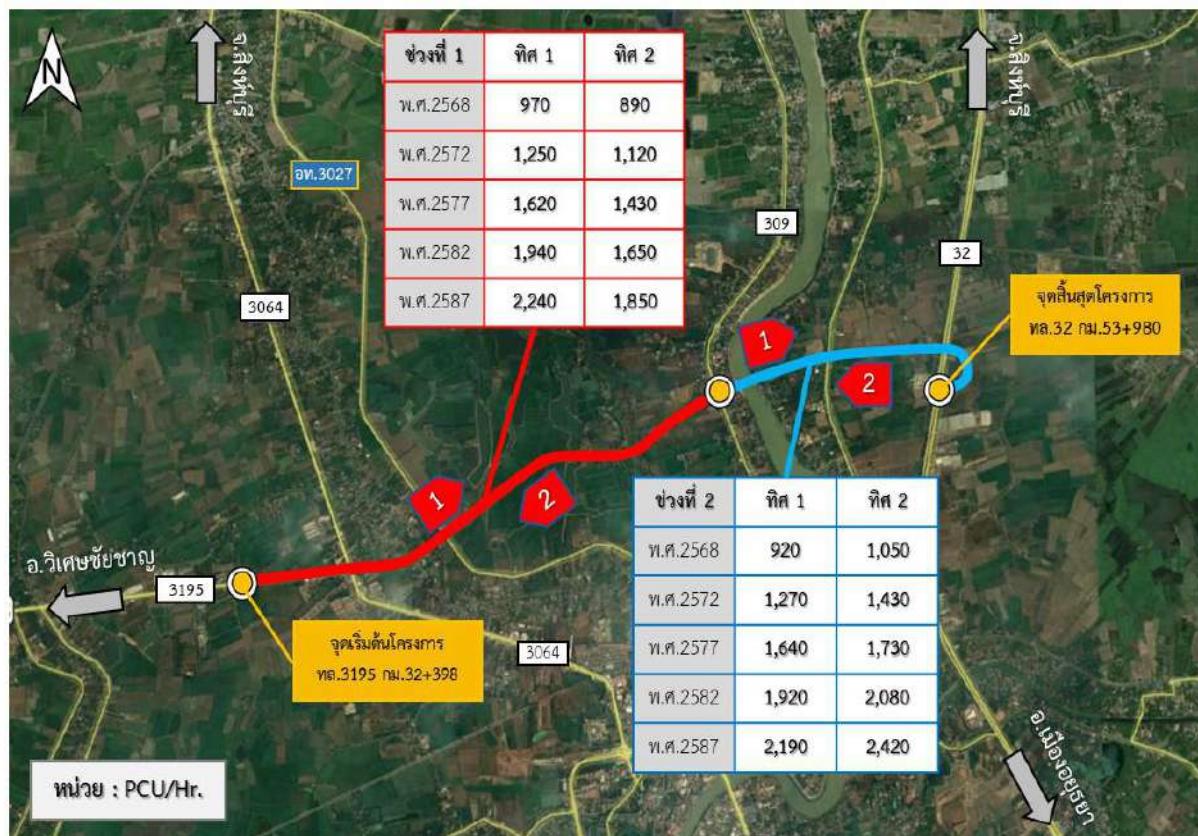 N
จ.สิงห์บุรี
จ.สิงห์บุรี
ช่วงที่ 1 ทิศ 1 ทิศ 2
พ.ศ.2568 970 890
พ.ศ.2572 1,250 1,120
พ.ศ.2577 1,620 1,430
พ.ศ.2582 1,940 1,650
พ.ศ.2587 2,240 1,850
อท.3027
309
32
3064
จุดสิ้นสุดโครงการ
ทล.32 กม.53+980
1
2
1
2
อ.วิเศษชัยชาญ
3195
จุดเริ่มต้นโครงการ
ทล.3195 กม.32+398
3064
ช่วงที่ 2 ทิศ 1 ทิศ 2
พ.ศ.2568 920 1,050
พ.ศ.2572 1,270 1,430
พ.ศ.2577 1,640 1,730
พ.ศ.2582 1,920 2,080
พ.ศ.2587 2,190 2,420
อ.เมืองอยุธยา
หน่วย : PCU/Hr.